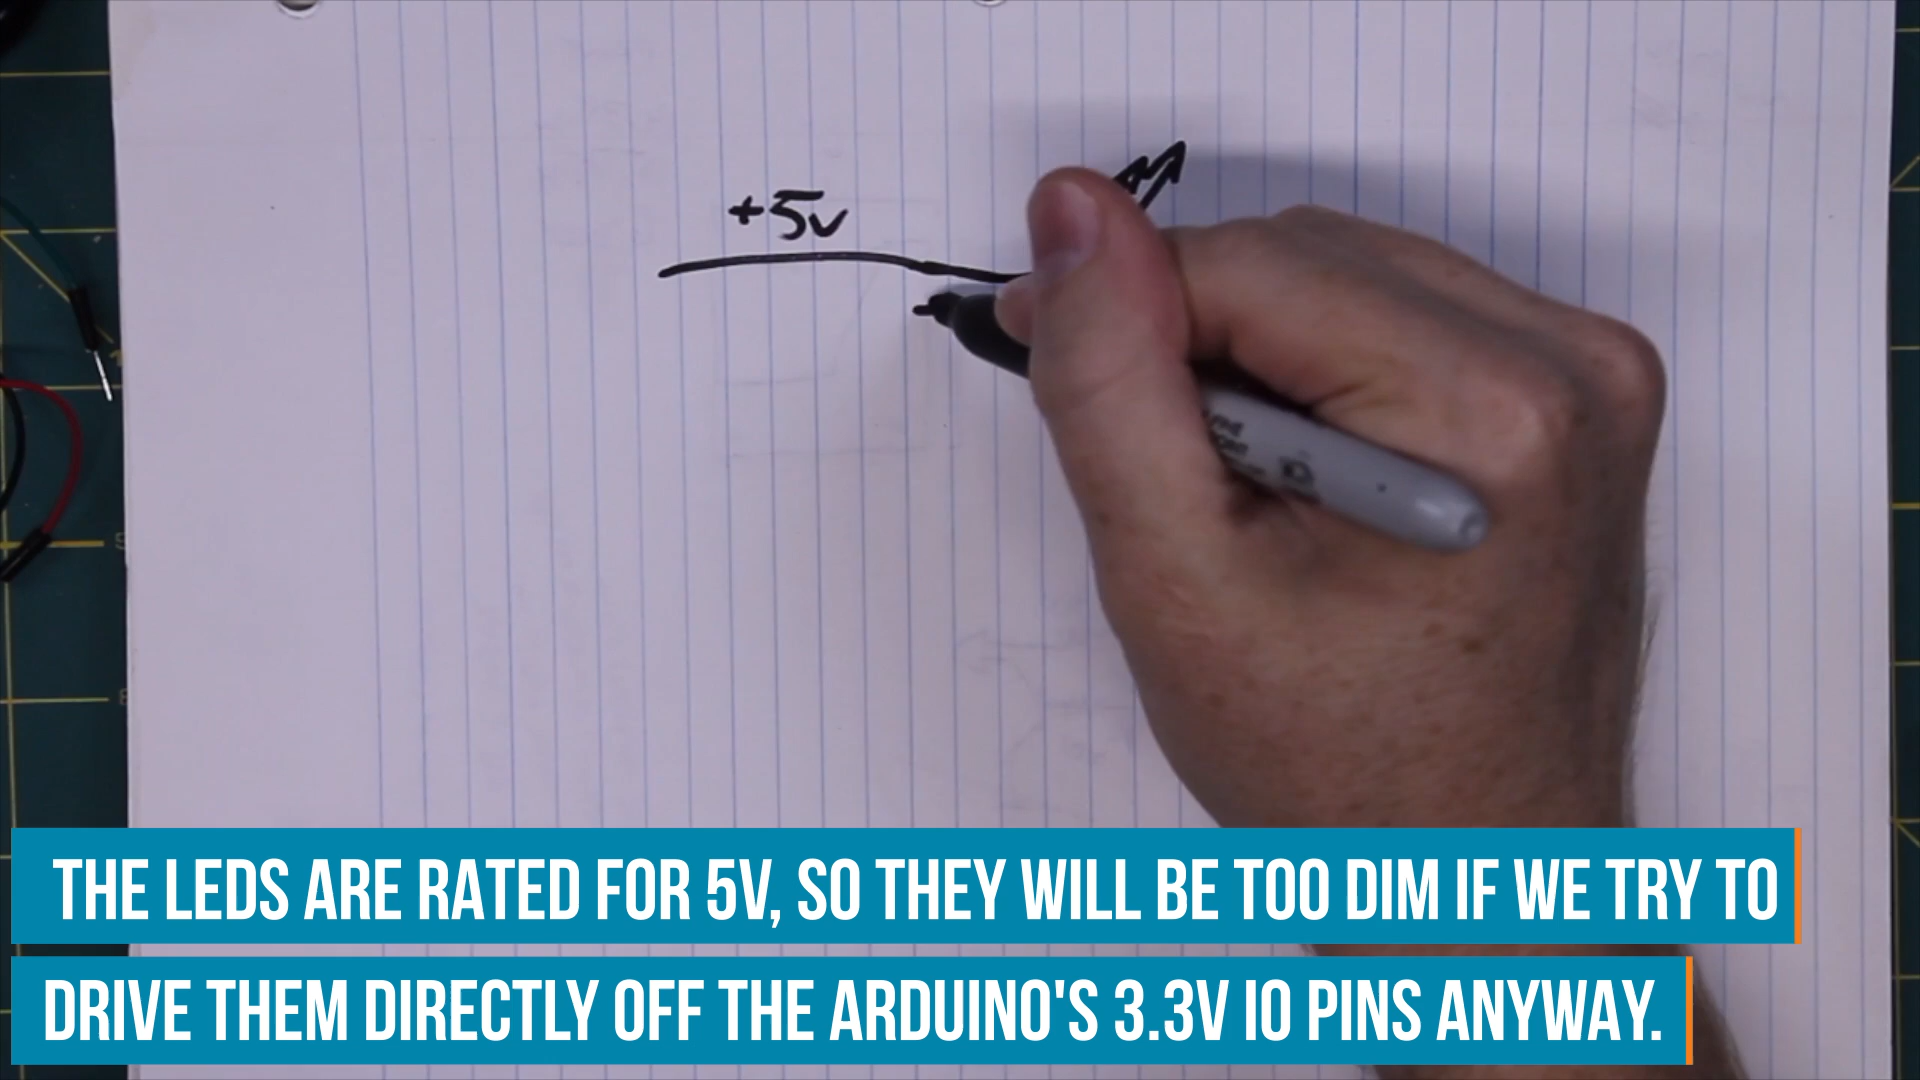 +5v
THE LEDS ARE RATED FOR 5V, SO THEY WILL BE TOO DIM IF WE TRY TO
DRIVE THEM DIRECTLY OFF THE ARDUINO'S 3.3V IO PINS ANYWAY.